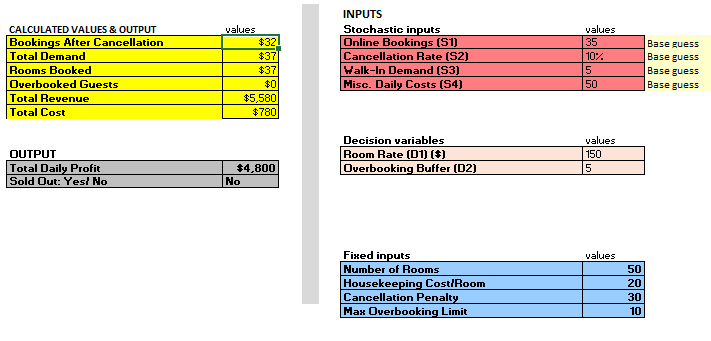 CALCULATED VALUES & OUTPUT values
Bookings After Cancellation $32
Total Demand $37
Rooms Booked $37
Overbooked Guests $0
Total Revenue $5,580
Total Cost $780
OUTPUT
Total Daily Profit $4,800
Sold Out: Yes/ No No
INPUTS
Stochastic inputs values
Online Bookings (S1) 35 Base guess
Cancellation Rate (S2) 10% Base guess
Walk-In Demand (S3) 5 Base guess
Misc. Daily Costs (S4) 50 Base guess
Decision variables values
Room Rate (D1) ($) 150
Overbooking Buffer (D2) 5
Fixed inputs values
Number of Rooms 50
Housekeeping Cost/Room 20
Cancellation Penalty 30
Max Overbooking Limit 10